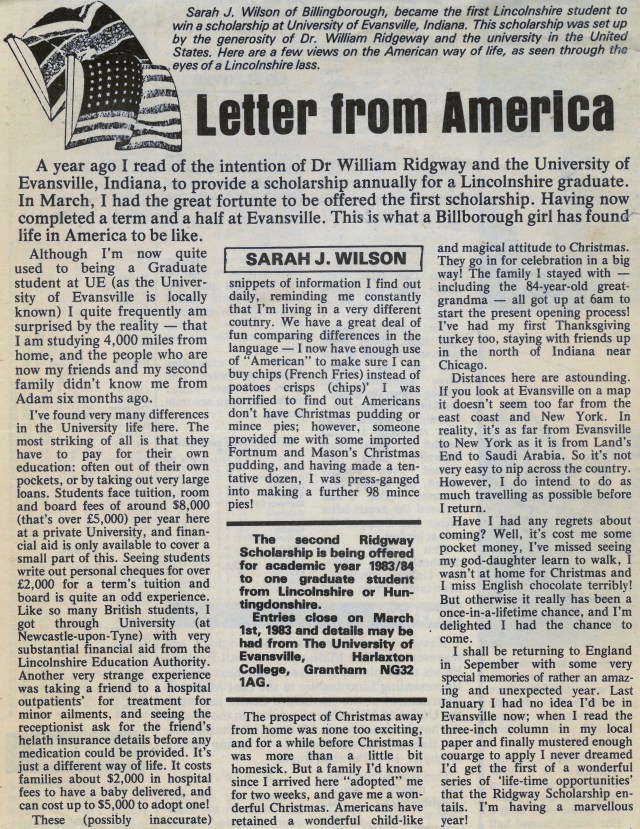 Sarah J. Wilson of Billingborough, became the first Lincolnshire student to
win a scholarship at University of Evansville, Indiana. This scholarship was set up
by the generosity of Dr. William Ridgeway and the university in the United
States. Here are a few views on the American way of life, as seen through the
eyes of a Lincolnshire lass.
Letter from America
A year ago I read of the intention of Dr William Ridgway and the University of
Evansville, Indiana, to provide a scholarship annually for a Lincolnshire graduate.
In March, I had the great fortunte to be offered the first scholarship. Having now
completed a term and a half at Evansville. This is what a Billborough girl has found
life in America to be like.
Although I'm now quite
used to being a Graduate
student at UE (as the Univer-
sity of Evansville is locally
known) I quite frequently am
surprised by the reality — that
I am studying 4,000 miles from
home, and the people who are
now my friends and my second
family didn't know me from
Adam six months ago.
I've found very many differences
in the University life here. The
most striking of all is that they
have to pay for their own
education: often out of their own
pockets, or by taking out very large
loans. Students face tuition, room
and board fees of around $8,000
(that's over £5,000) per year here
at a private University, and finan-
cial aid is only available to cover a
small part of this. Seeing students
write out personal cheques for over
£2,000 for a term's tuition and
board is quite an odd experience.
Like so many British students, I
got through University (at
Newcastle-upon-Tyne) with very
substantial financial aid from the
Lincolnshire Education Authority.
Another very strange experience
was taking a friend to a hospital
outpatients' for treatment for
minor ailments, and seeing the
receptionist ask for the friend's
helath insurance details before any
medication could be provided. It's
just a different way of life. It costs
families about $2,000 in hospital
fees to have a baby delivered, and
can cost up to $5,000 to adopt one!
These (possibly inaccurate)
SARAH J. WILSON
snippets of information I find out
daily, reminding me constantly
that I'm living in a very different
coutnry. We have a great deal of
fun comparing differences in the
language — I now have enough use
of "American" to make sure I can
buy chips (French Fries) instead of
poatoes crisps (chips)' I was
horrified to find out Americans
don't have Christmas pudding or
mince pies; however, someone
provided me with some imported
Fortnum and Mason's Christmas
pudding, and having made a ten-
tative dozen, I was press-ganged
into making a further 98 mince
pies!
The second Ridgway
Scholarship is being offered
for academic year 1983/84
to one graduate student
from Lincolnshire or Hun-
tingdonshire.
Entries close on March
1st, 1983 and details may be
had from The University of
Evansville, Harlaxton
College, Grantham NG32
1AG.
The prospect of Christmas away
from home was none too exciting,
and for a while before Christmas I
was more than a little bit
homesick. But a family I'd known
since I arrived here "adopted" me
for two weeks, and gave me a won-
derful Christmas. Americans have
retained a wonderful child-like
and magical attitude to Christmas.
They go in for celebration in a big
way! The family I stayed with —
including the 84-year-old great-
grandma — all got up at 6am to
start the present opening process!
I've had my first Thanksgiving
turkey too, staying with friends up
in the north of Indiana near
Chicago.
Distances here are astounding.
If you look at Evansville on a map
it doesn't seem too far from the
east coast and New York. In
reality, it's as far from Evansville
to New York as it is from Land's
End to Saudi Arabia. So it's not
very easy to nip across the country.
However, I do intend to do as
much travelling as possible before
I return.
Have I had any regrets about
coming? Well, it's cost me some
pocket money, I've missed seeing
my god-daughter learn to walk, I
wasn't at home for Christmas and
I miss English chocolate terribly!
But otherwise it really has been a
once-in-a-lifetime chance, and I'm
delighted I had the chance to
come.
I shall be returning to England
in Sepember with some very
special memories of rather an amaz-
ing and unexpected year. Last
January I had no idea I'd be in
Evansville now; when I read the
three-inch column in my local
paper and finally mustered enough
couarge to apply I never dreamed
I'd get the first of a wonderful
series of 'life-time opportunities'
that the Ridgway Scholarship en-
tails. I'm having a marvellous
year!